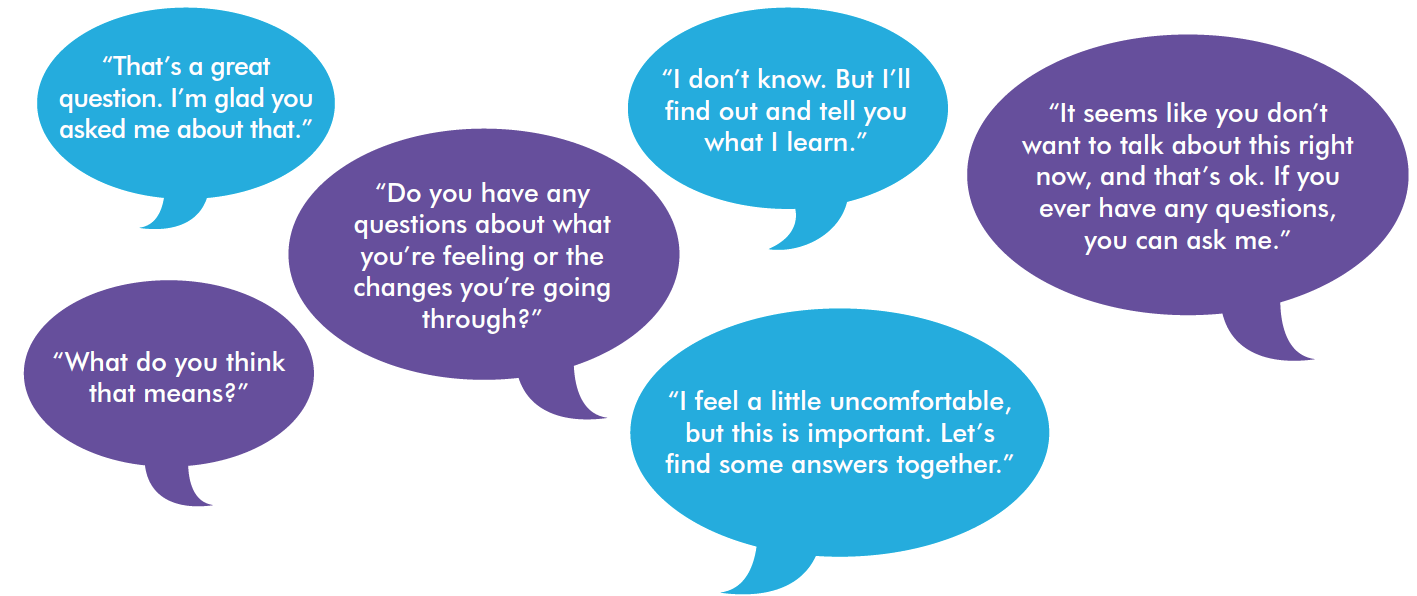 “That’s a great
question. I’m glad you
asked me about that.”
“I don’t know. But I’ll
find out and tell you
what I learn.”
“It seems like you don’t
want to talk about this right
now, and that’s ok. If you
ever have any questions,
you can ask me.”
“Do you have any
questions about what
you’re feeling or the
changes you’re going
through?”
“What do you think
that means?”
“I feel a little uncomfortable,
but this is important. Let’s
find some answers together.”